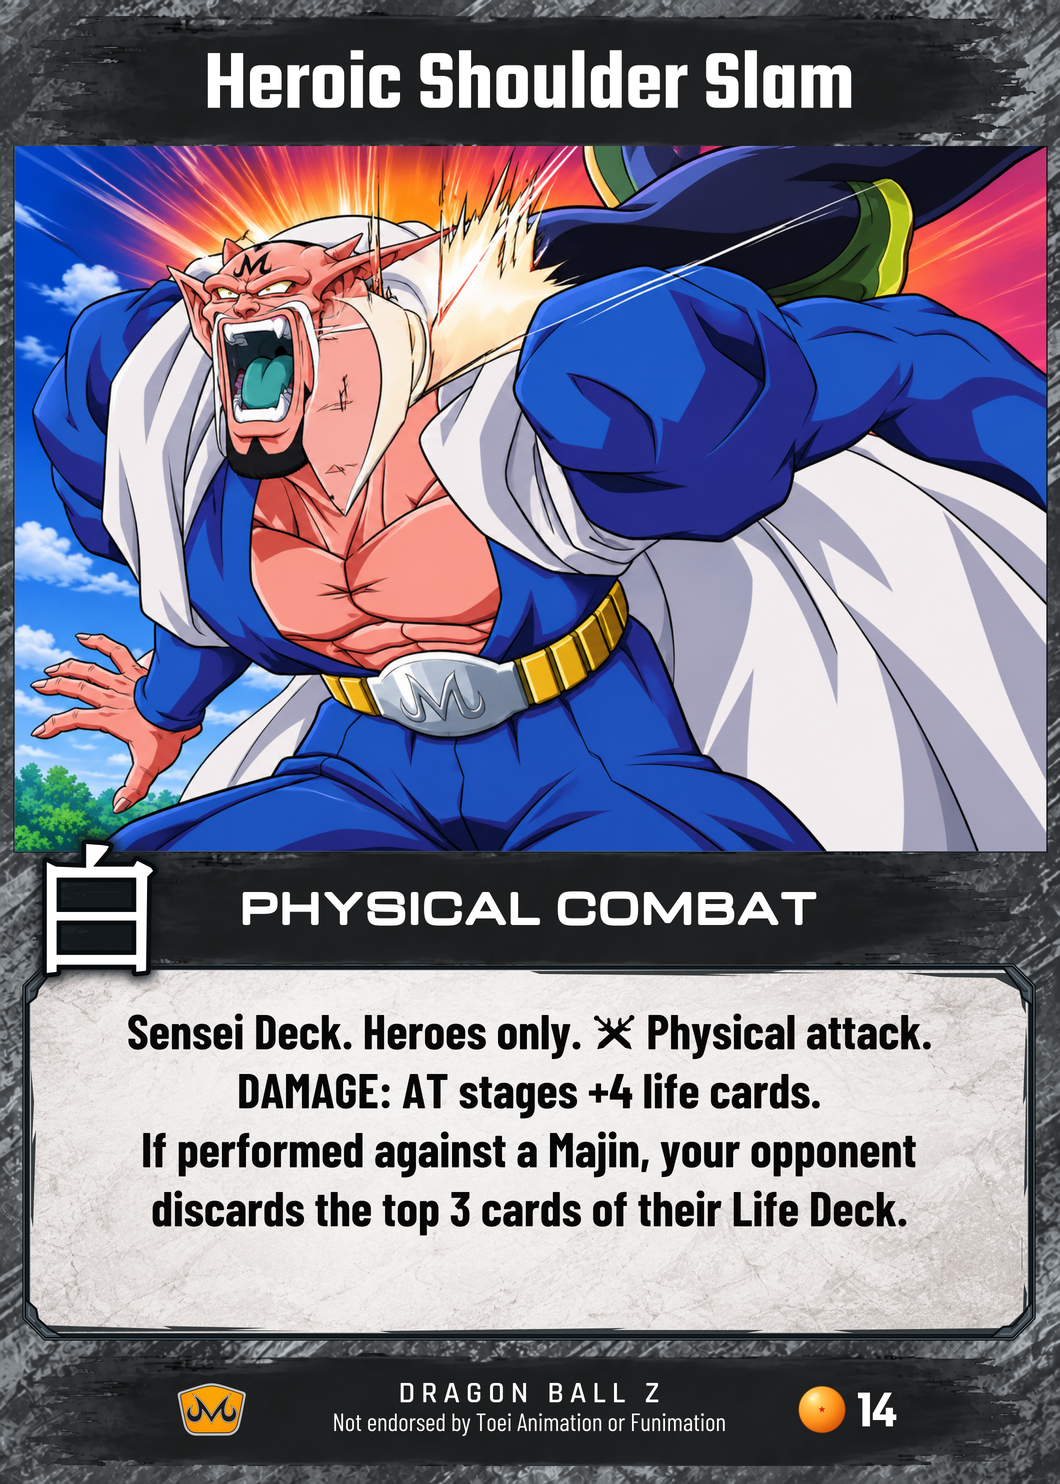 Heroic Shoulder Slam
M
M
白
PHYSICAL COMBAT
Sensei Deck. Heroes only. Physical attack.
DAMAGE: AT stages +4 life cards.
If performed against a Majin, your opponent
discards the top 3 cards of their Life Deck.
M
DRAGON BALL Z
Not endorsed by Toei Animation or Funimation
14